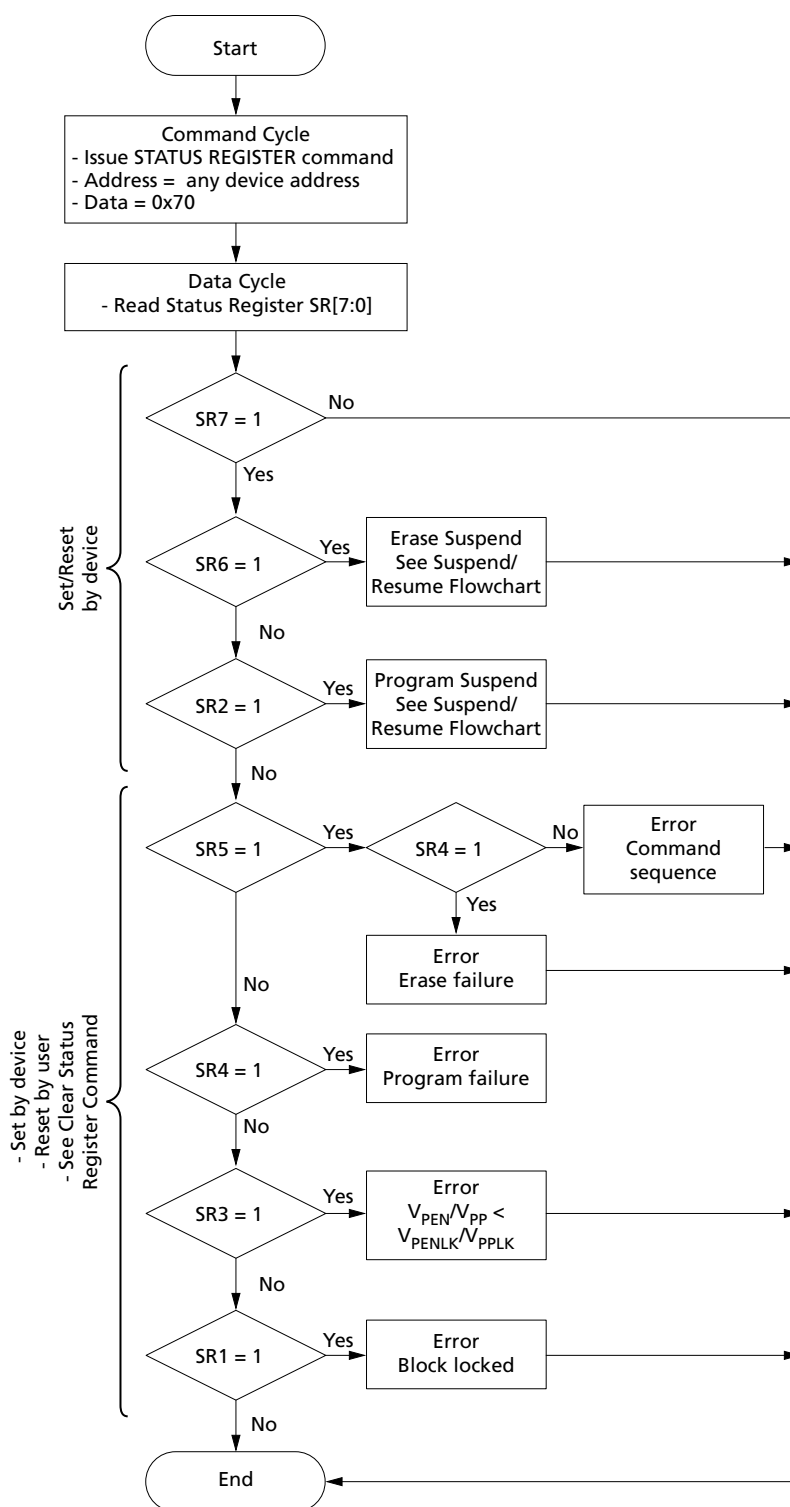 Start
Command Cycle
- Issue STATUS REGISTER command
- Address = any device address
- Data = 0x70
Data Cycle
- Read Status Register SR[7:0]
Set/Reset
by device
SR7 = 1
No
Yes
SR6 = 1
Yes
Erase Suspend
See Suspend/
Resume Flowchart
No
SR2 = 1
Yes
Program Suspend
See Suspend/
Resume Flowchart
No
- Set by device
- Reset by user
- See Clear Status
Register Command
SR5 = 1
Yes
SR4 = 1
No
Error
Command
sequence
Yes
Error
Erase failure
No
SR4 = 1
Yes
Error
Program failure
No
SR3 = 1
Yes
Error
VPEN/VPP <
VPENLK/VPPLK
No
SR1 = 1
Yes
Error
Block locked
No
End